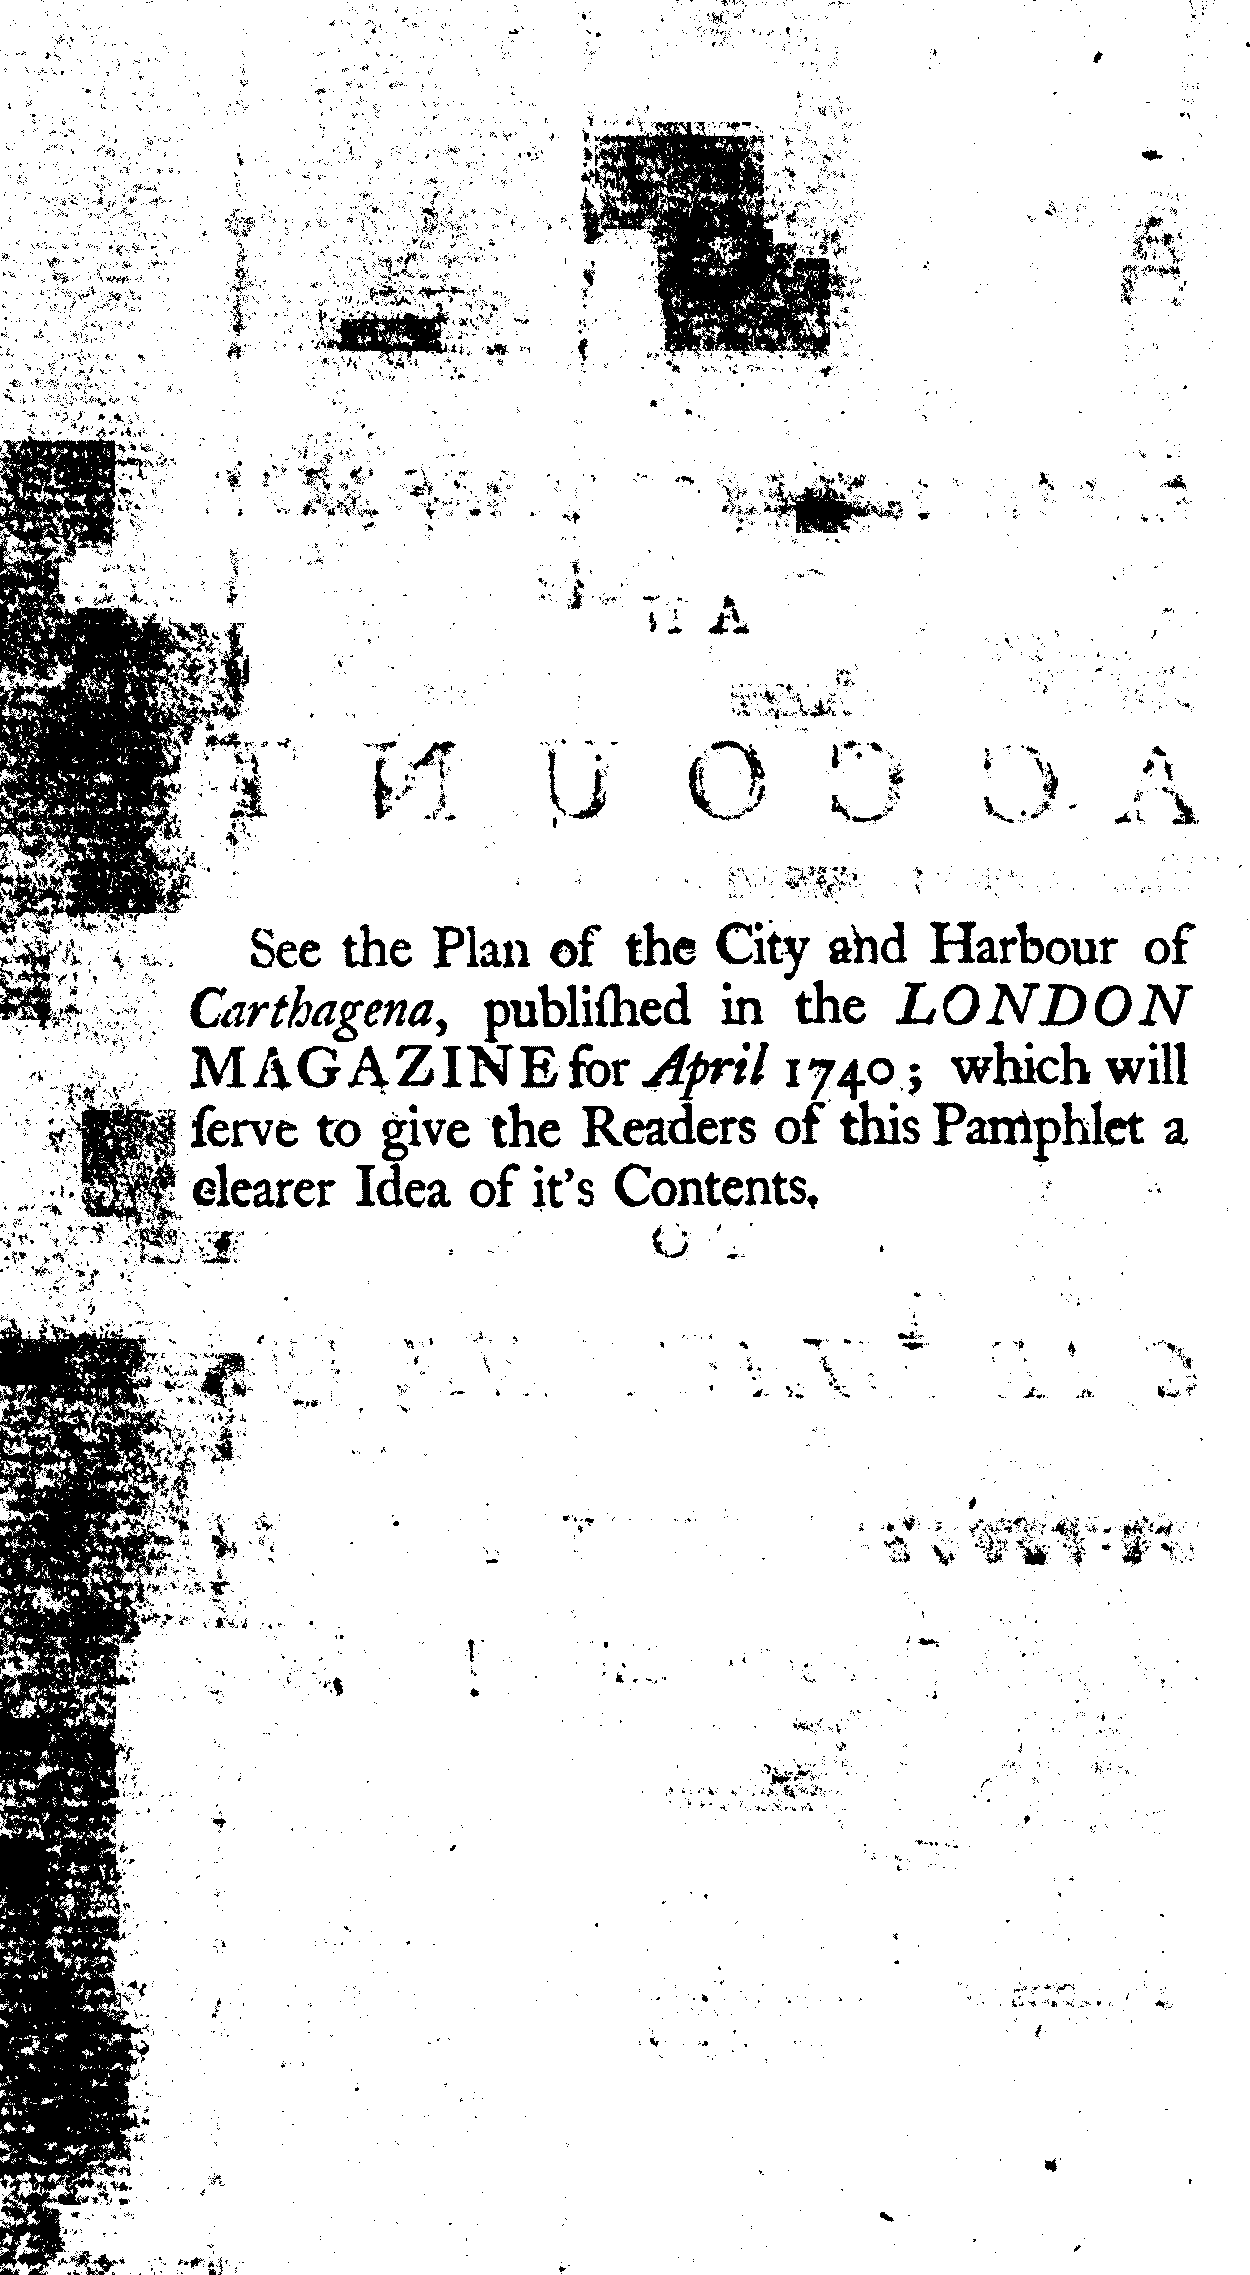 See the Plan of the City and Harbour of
Carthagena, publiſhed in the LONDON
MAGAZINE for April 1740; which will
ſerve to give the Readers of this Pamphlet a
clearer Idea of it's Contents.